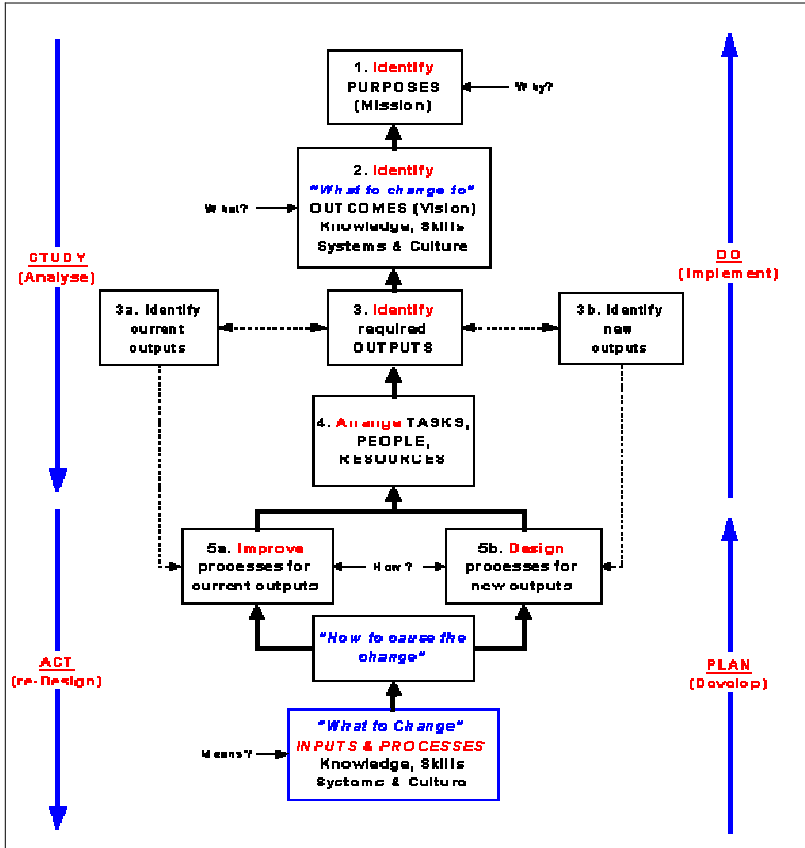 1. Identify
PURPOSES
(Mission)
Why?
2. Identify
"What to change to"
OUTCOMES (Vision)
Knowledge, Skills
Systems & Culture
What?
STUDY
(Analyse)
DO
(Implement)
3a. Identify
current
outputs
3. Identify
required
OUTPUTS
3b. Identify
new
outputs
4. Arrange TASKS,
PEOPLE,
RESOURCES
5a. Improve
processes for
current outputs
How?
5b. Design
processes for
new outputs
"How to cause the
change"
ACT
(re-Design)
PLAN
(Develop)
"What to Change"
INPUTS & PROCESSES
Knowledge, Skills
Systems & Culture
Means?